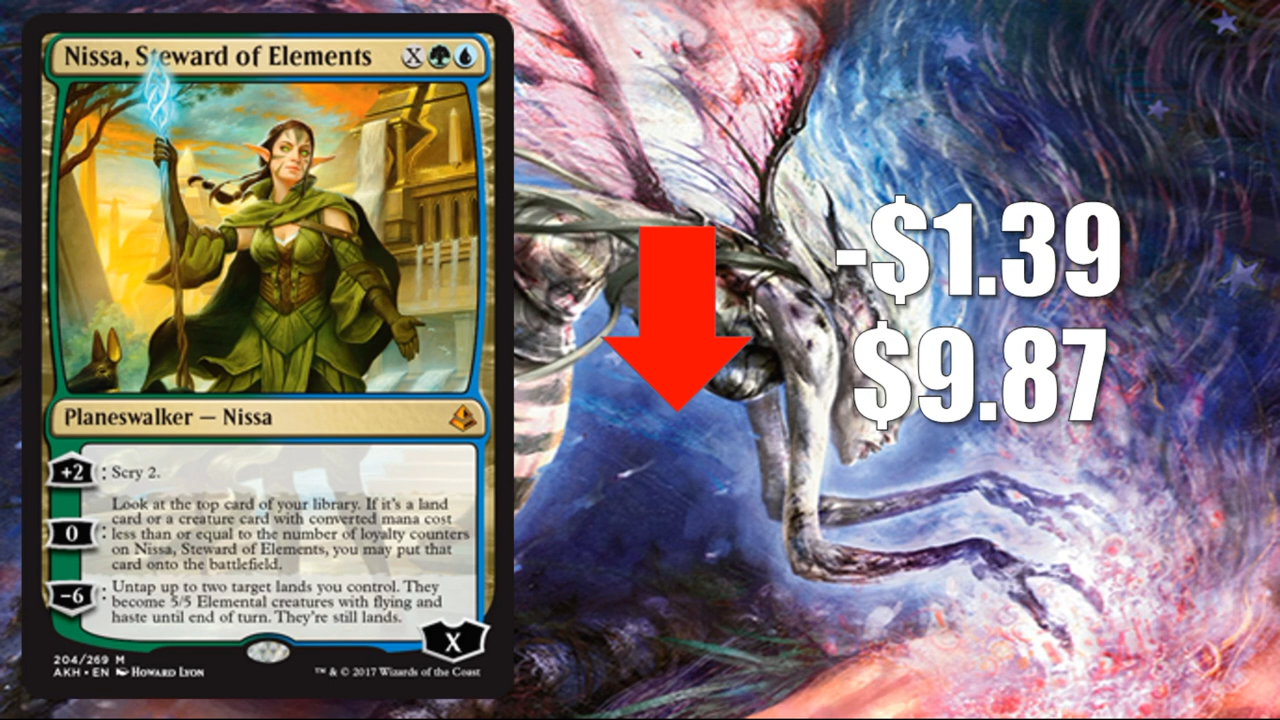 Nissa, Steward of Elements X
Planeswalker — Nissa
+2 : Scry 2.
Look at the top card of your library. If it's a land
card or a creature card with converted mana cost
0 : less than or equal to the number of loyalty counters
on Nissa, Steward of Elements, you may put that
card onto the battlefield.
-6 : Untap up to two target lands you control. They
become 5/5 Elemental creatures with flying and
haste until end of turn. They're still lands.
X
204/269 M
AKH • EN Howard Lyon
™ & © 2017 Wizards of the Coast
-$1.39
$9.87